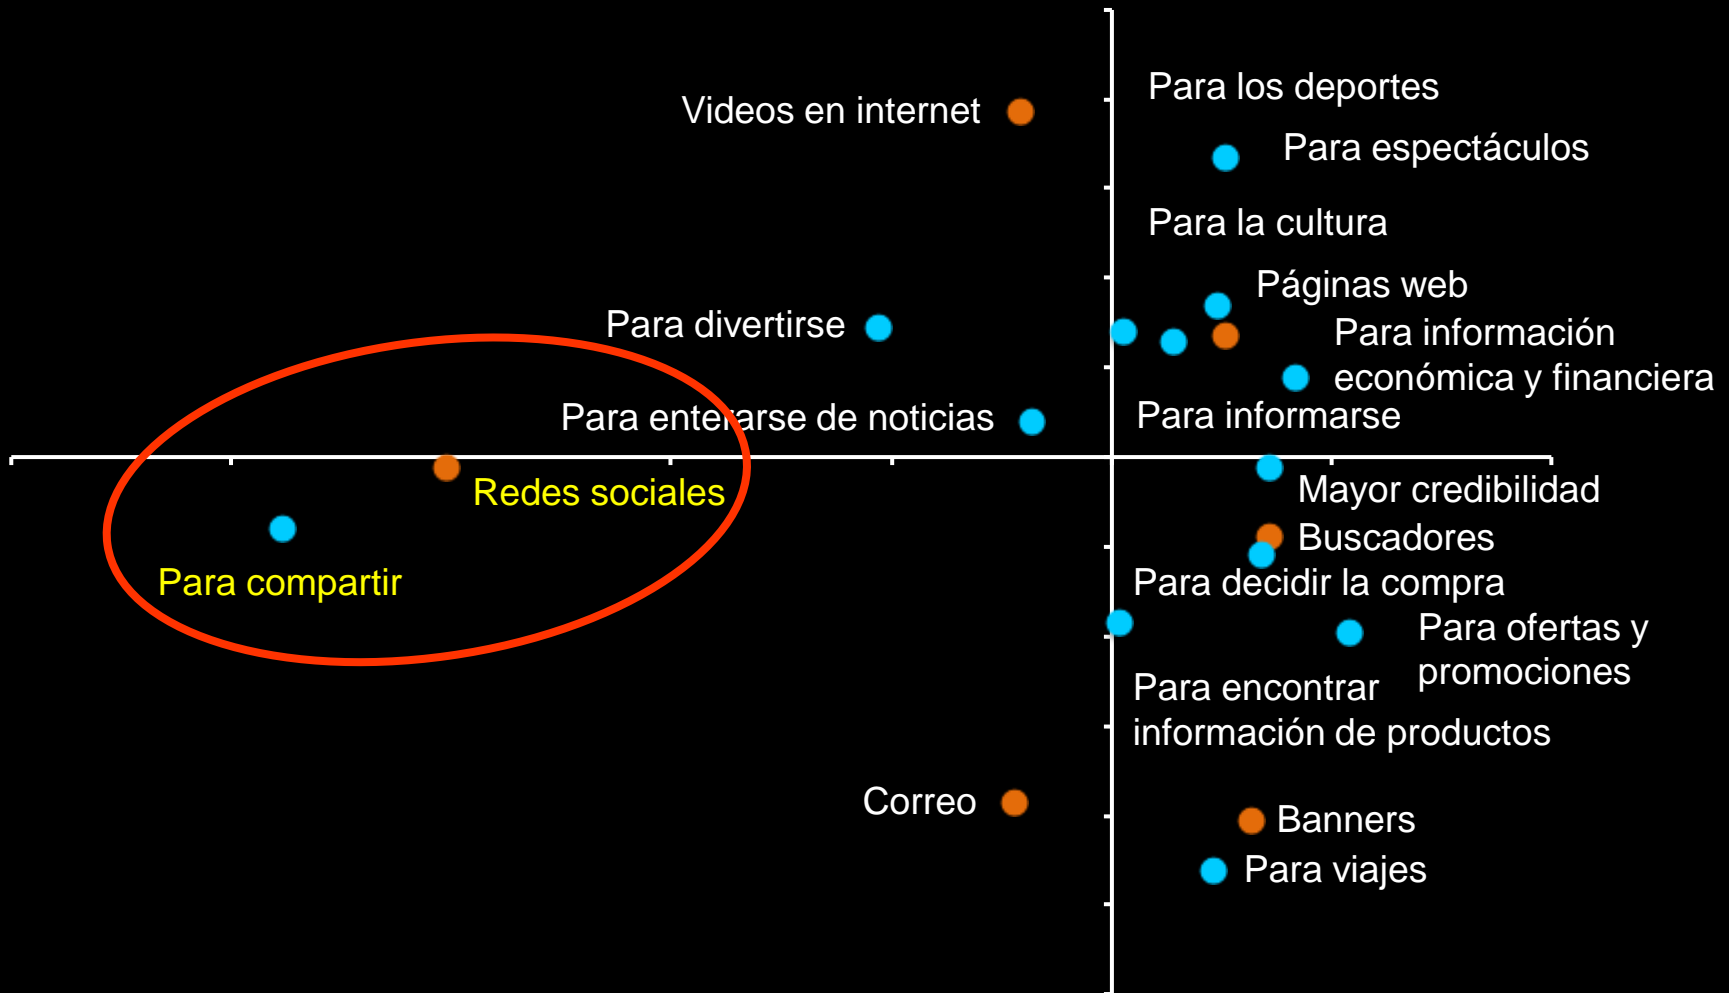 Para los deportes
Videos en internet
Para espectáculos
Para la cultura
Páginas web
Para divertirse
Para información
económica y financiera
Para enterarse de noticias
Para informarse
Redes sociales
Mayor credibilidad
Buscadores
Para compartir
Para decidir la compra
Para ofertas y
promociones
Para encontrar
información de productos
Correo
Banners
Para viajes